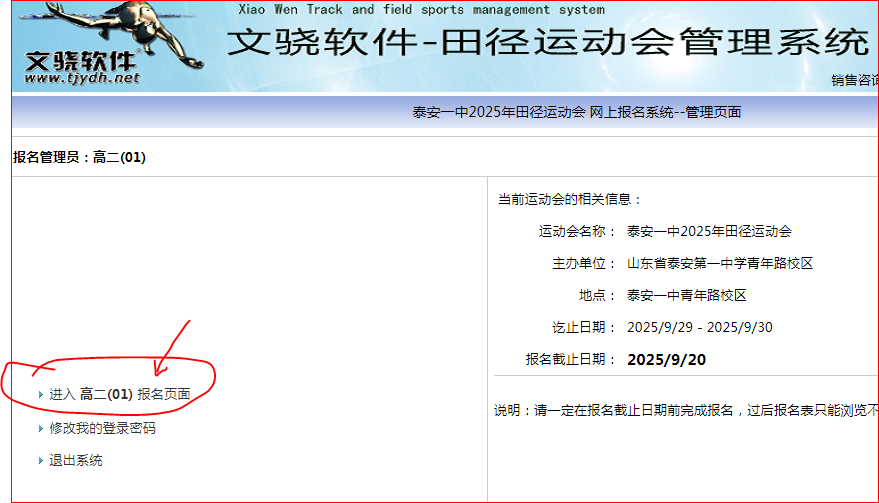 Xiao Wen Track and field sports management system
文骁软件-田径运动会管理系统
文骁软件
www.tjydh.net
销售咨询
泰安一中2025年田径运动会 网上报名系统--管理页面
报名管理员：高二(01)
当前运动会的相关信息：
运动会名称： 泰安一中2025年田径运动会
主办单位： 山东省泰安第一中学青年路校区
地点： 泰安一中青年路校区
讫止日期： 2025/9/29 - 2025/9/30
报名截止日期： 2025/9/20
说明：请一定在报名截止日期前完成报名，过后报名表只能浏览不
进入 高二(01) 报名页面
修改我的登录密码
退出系统